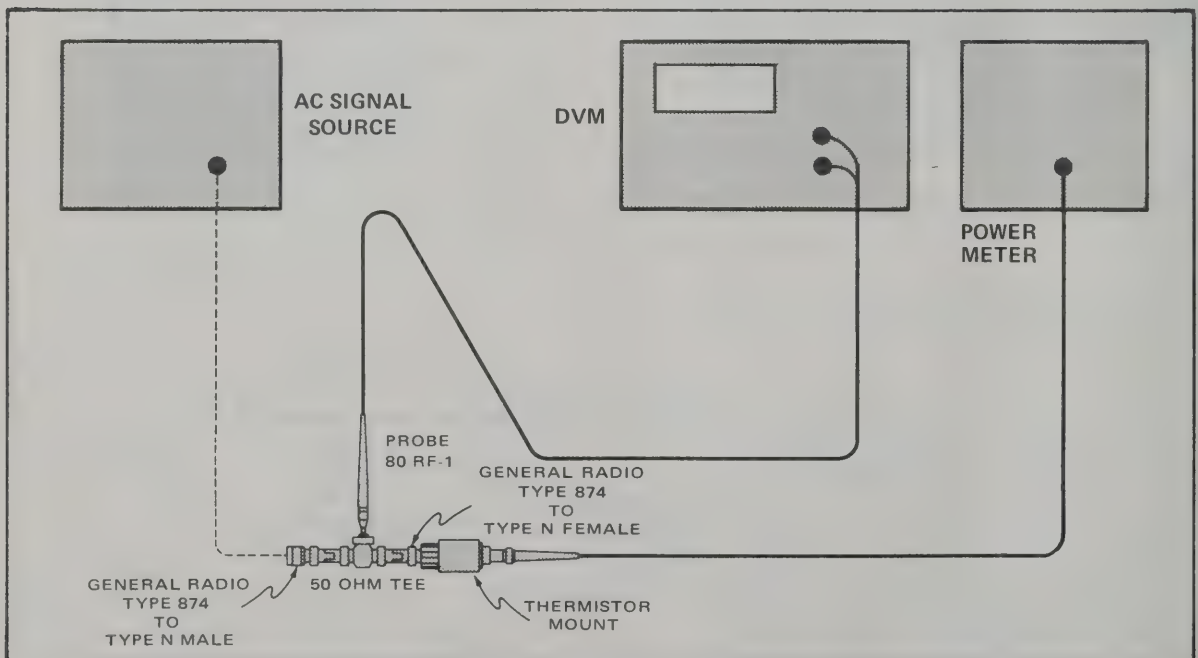 AC SIGNAL
SOURCE
DVM
POWER
METER
PROBE
80 RF-1
GENERAL RADIO
TYPE 874
TO
TYPE N FEMALE
50 OHM TEE
GENERAL RADIO
TYPE 874
TO
TYPE N MALE
THERMISTOR
MOUNT